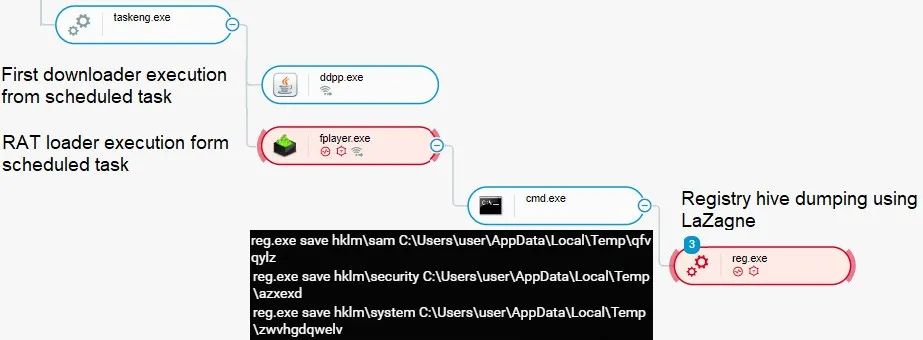 taskeng.exe
First downloader execution
from scheduled task
ddpp.exe
RAT loader execution form
scheduled task
fplayer.exe
cmd.exe
C:\
Registry hive dumping using
LaZagne
3
reg.exe
reg.exe save hklm\sam C:\Users\user\AppData\Local\Temp\qfv
qylz
reg.exe save hklm\security C:\Users\user\AppData\Local\Temp
\azxexd
reg.exe save hklm\system C:\Users\user\AppData\Local\Temp
\zwvhgdqwelv